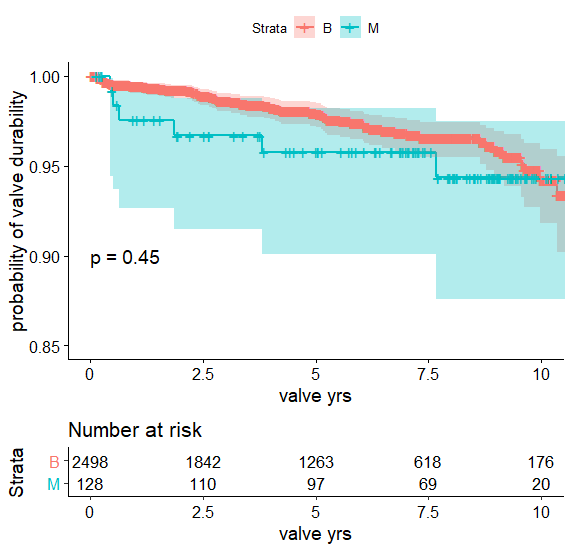 Strata B M
probability of valve durability
1.00
0.95
0.90
0.85
p = 0.45
0 2.5 5 7.5 10
valve yrs
Number at risk
Strata
B 2498 1842 1263 618 176
M 128 110 97 69 20
0 2.5 5 7.5 10
valve yrs